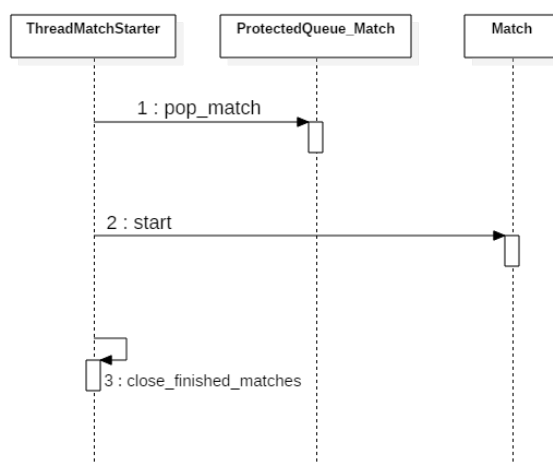 ThreadMatchStarter
ProtectedQueue_Match
Match
1 : pop_match
2 : start
3 : close_finished_matches